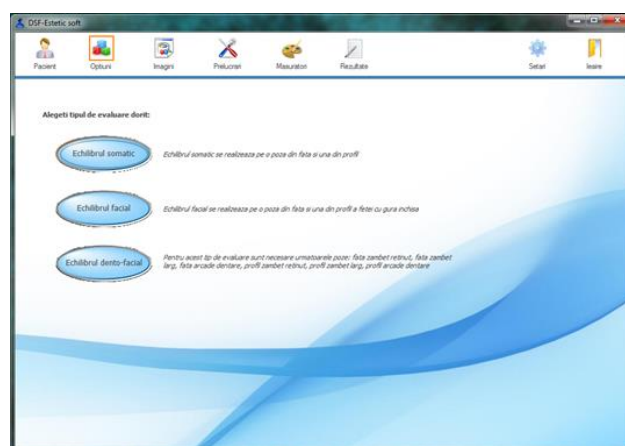 DSF-Estetic soft
Pacient Optiuni Imagini Prelucrari Masuratori Rezultate Setari Iesire
Alegeti tipul de evaluare dorit:
Echilibrul somatic
Echilibrul somatic se realizeaza pe o poza din fata si una din profil
Echilibrul facial
Echilibrul facial se realizeaza pe o poza din fata si una din profil a fetei cu gura inchisa
Echilibrul dento-facial
Pentru acest tip de evaluare sunt necesare urmatoarele poze: fata zambet retinut, fata zambet
larg, fata arcade dentare, profil zambet retinut, profil zambet larg, profil arcade dentare